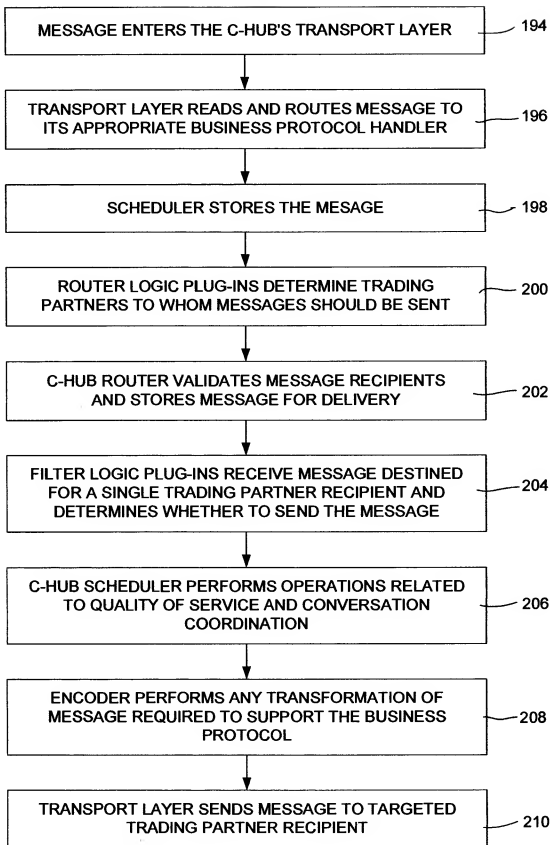 MESSAGE ENTERS THE C-HUB'S TRANSPORT LAYER
194
TRANSPORT LAYER READS AND ROUTES MESSAGE TO
ITS APPROPRIATE BUSINESS PROTOCOL HANDLER
196
SCHEDULER STORES THE MESAGE
198
ROUTER LOGIC PLUG-INS DETERMINE TRADING
PARTNERS TO WHOM MESSAGES SHOULD BE SENT
200
C-HUB ROUTER VALIDATES MESSAGE RECIPIENTS
AND STORES MESSAGE FOR DELIVERY
202
FILTER LOGIC PLUG-INS RECEIVE MESSAGE DESTINED
FOR A SINGLE TRADING PARTNER RECIPIENT AND
DETERMINES WHETHER TO SEND THE MESSAGE
204
C-HUB SCHEDULER PERFORMS OPERATIONS RELATED
TO QUALITY OF SERVICE AND CONVERSATION
COORDINATION
206
ENCODER PERFORMS ANY TRANSFORMATION OF
MESSAGE REQUIRED TO SUPPORT THE BUSINESS
PROTOCOL
208
TRANSPORT LAYER SENDS MESSAGE TO TARGETED
TRADING PARTNER RECIPIENT
210